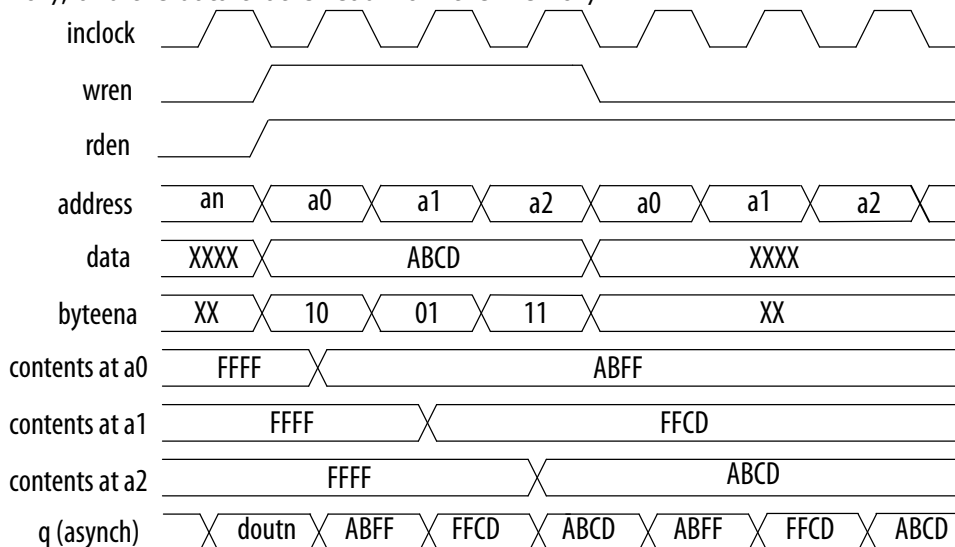 inclock
wren
rden
address an a0 a1 a2 a0 a1 a2
data XXXX ABCD XXXX
byteena XX 10 01 11 XX
contents at a0 FFFF ABFF
contents at a1 FFFF FFCD
contents at a2 FFFF ABCD
q (asynch) doutn ABFF FFCD ABCD ABFF FFCD ABCD